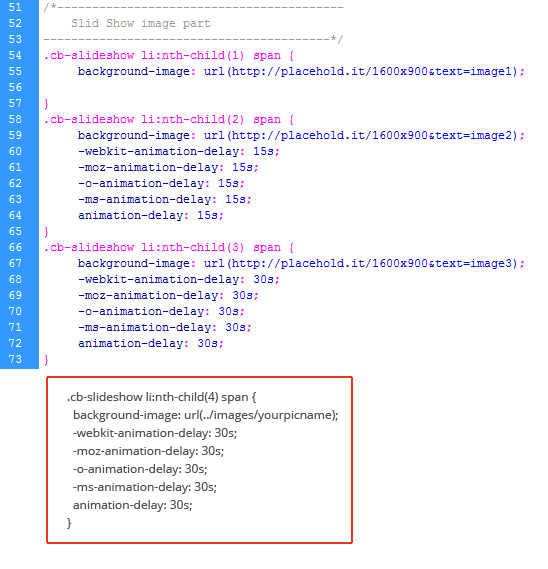 51 /*-----------------------------------------
52     Slid Show image part
53 -----------------------------------------*/
54 .cb-slideshow li:nth-child(1) span {
55      background-image: url(http://placehold.it/1600x900&text=image1);
56
57 }
58 .cb-slideshow li:nth-child(2) span {
59      background-image: url(http://placehold.it/1600x900&text=image2);
60      -webkit-animation-delay: 15s;
61      -moz-animation-delay: 15s;
62      -o-animation-delay: 15s;
63      -ms-animation-delay: 15s;
64      animation-delay: 15s;
65 }
66 .cb-slideshow li:nth-child(3) span {
67      background-image: url(http://placehold.it/1600x900&text=image3);
68      -webkit-animation-delay: 30s;
69      -moz-animation-delay: 30s;
70      -o-animation-delay: 30s;
71      -ms-animation-delay: 30s;
72      animation-delay: 30s;
73 }
.cb-slideshow li:nth-child(4) span {
  background-image: url(../images/yourpicname);
  -webkit-animation-delay: 30s;
  -moz-animation-delay: 30s;
  -o-animation-delay: 30s;
  -ms-animation-delay: 30s;
  animation-delay: 30s;
}